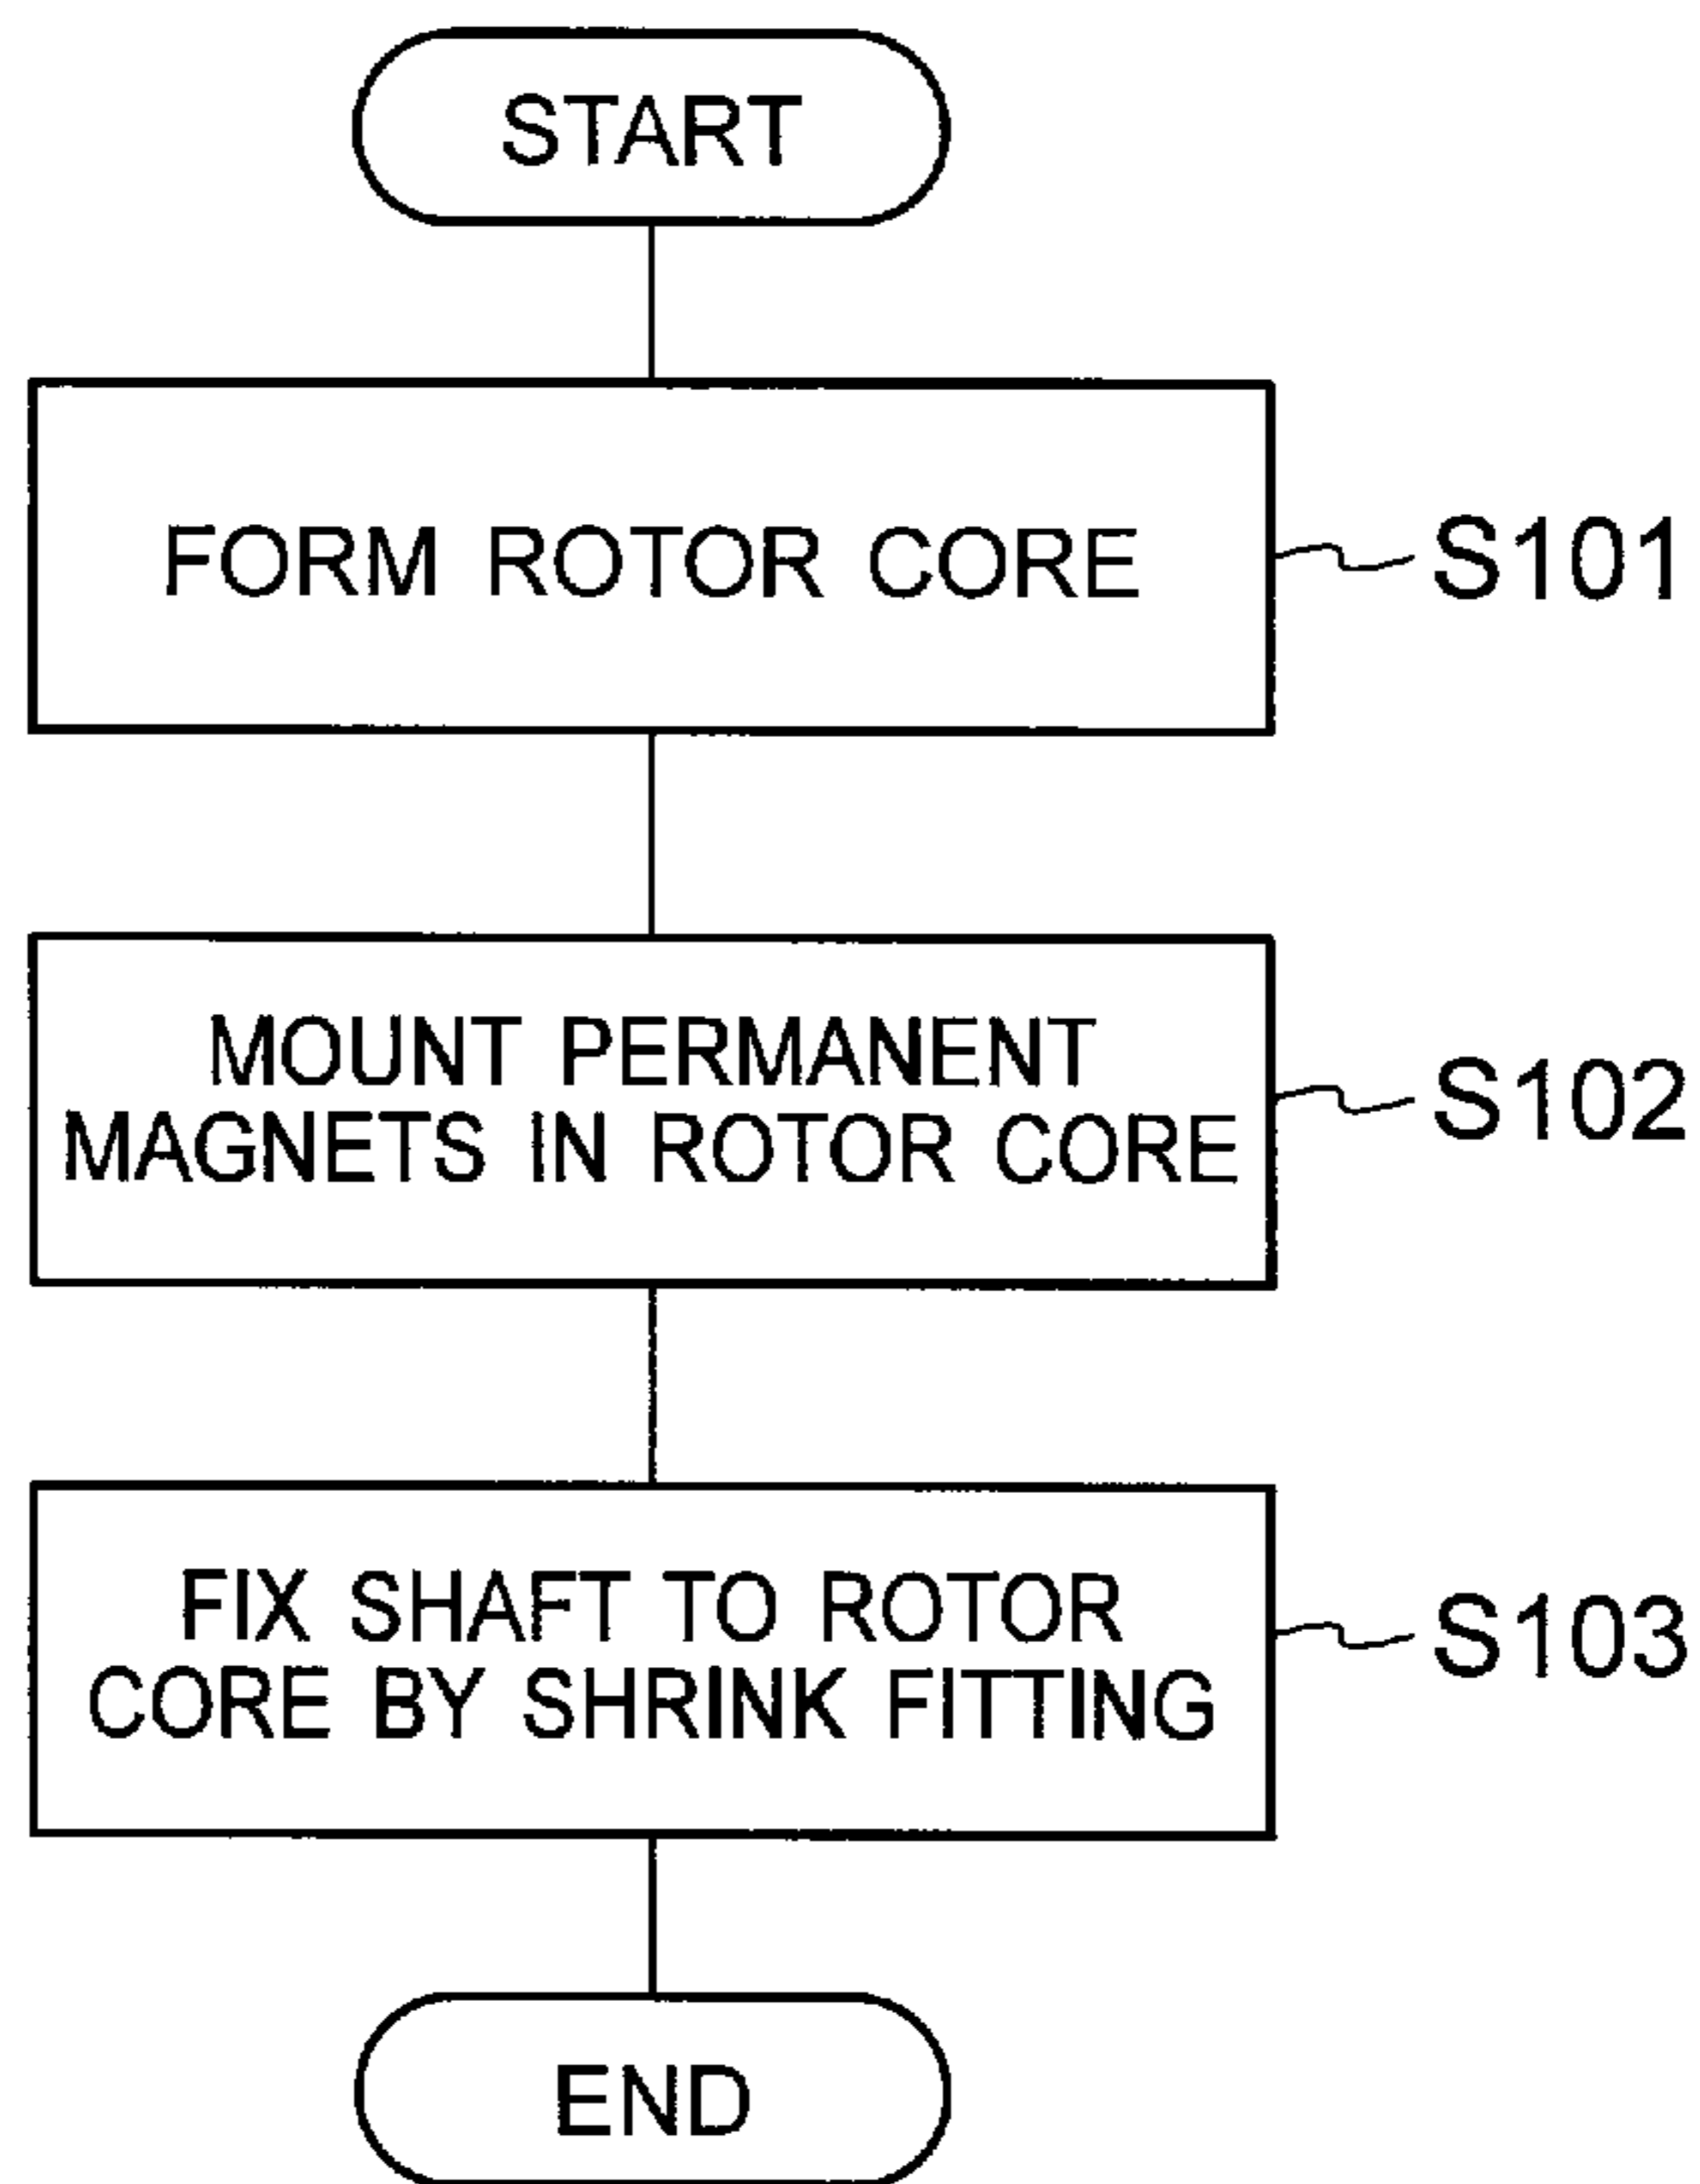 START
FORM ROTOR CORE
S101
MOUNT PERMANENT
MAGNETS IN ROTOR CORE
S102
FIX SHAFT TO ROTOR
CORE BY SHRINK FITTING
S103
END